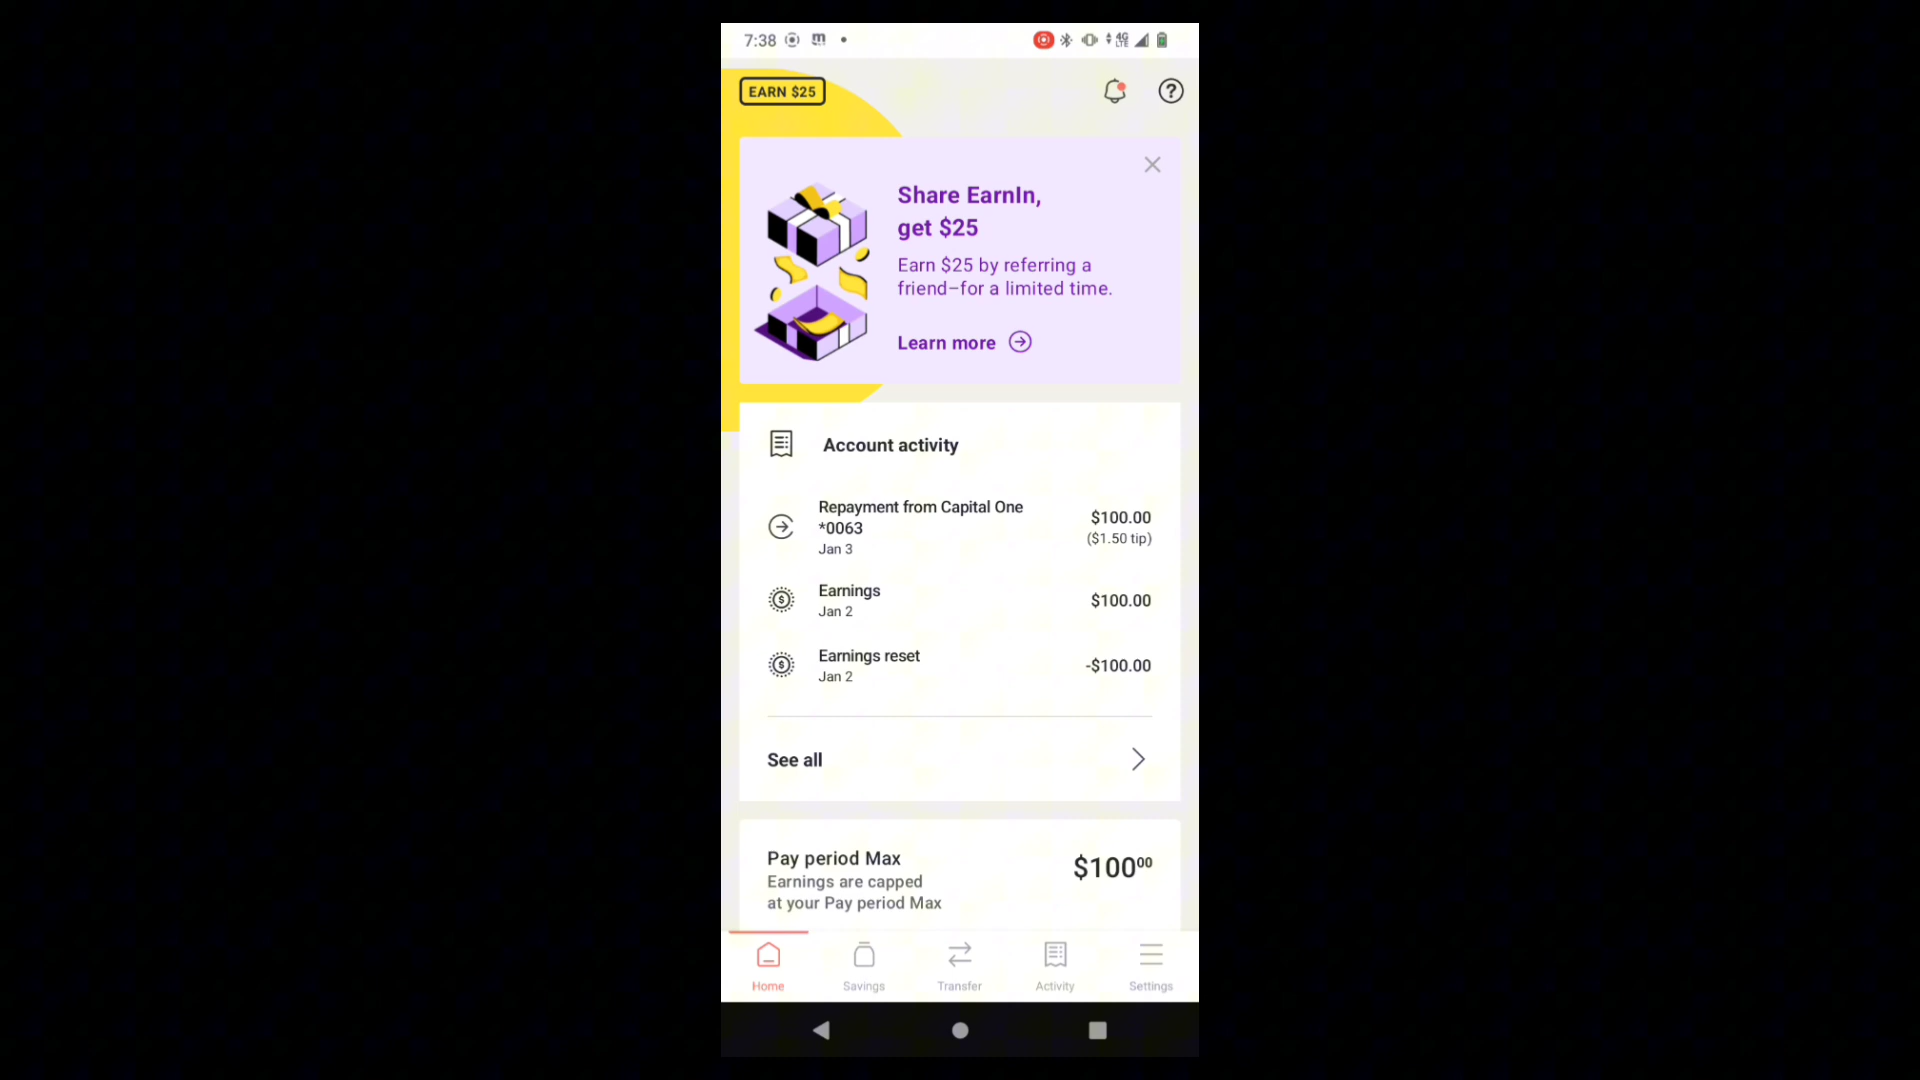 7:38
4G
LTE
EARN $25
Share EarnIn,
get $25
Earn $25 by referring a
friend–for a limited time.
Learn more
Account activity
Repayment from Capital One
*0063
Jan 3
$100.00
($1.50 tip)
Earnings
Jan 2
$100.00
Earnings reset
Jan 2
-$100.00
See all
Pay period Max
Earnings are capped
at your Pay period Max
$100⁰⁰
Home
Savings
Transfer
Activity
Settings